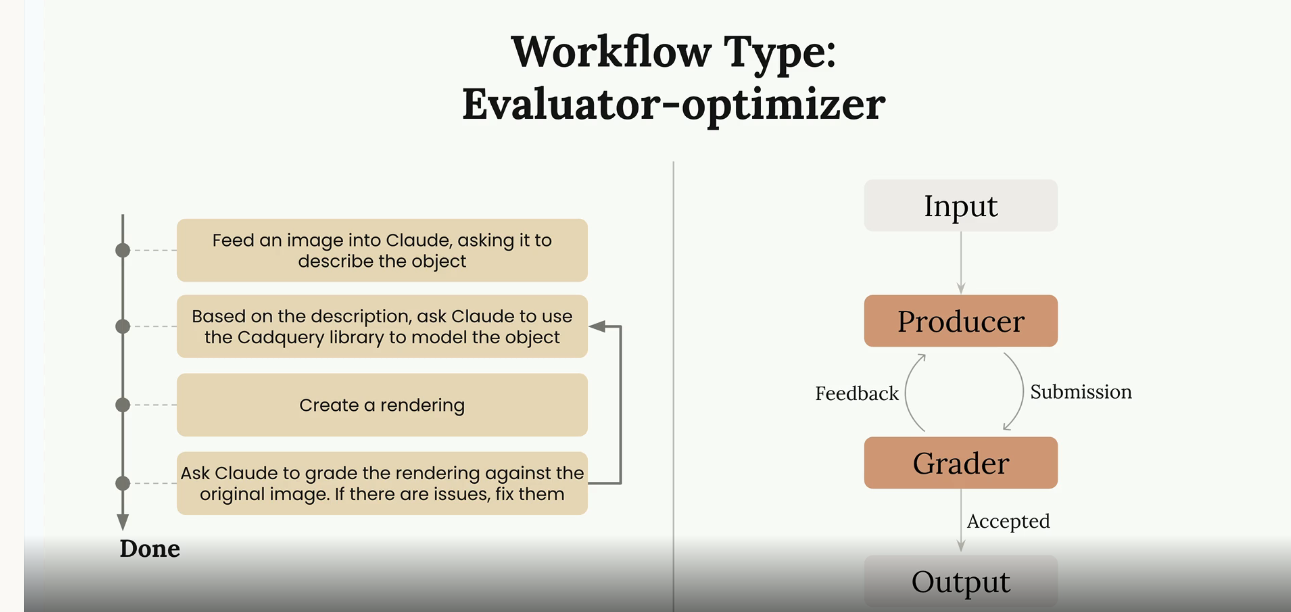 Workflow Type:
Evaluator-optimizer
Feed an image into Claude, asking it to
describe the object
Based on the description, ask Claude to use
the Cadquery library to model the object
Create a rendering
Ask Claude to grade the rendering against the
original image. If there are issues, fix them
Done
Input
Producer
Feedback
Submission
Grader
Accepted
Output